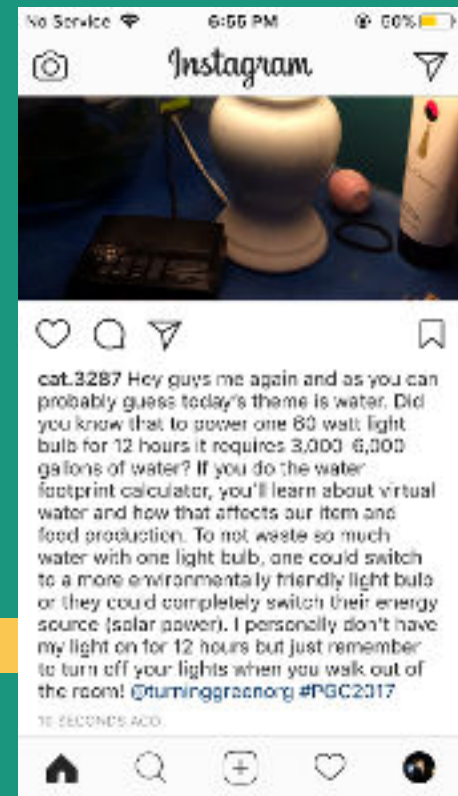 No Service 6:55 PM 50%
Instagram
cat.3287 Hey guys me again and as you can
probably guess today's theme is water. Did
you know that to power one 60 watt light
bulb for 12 hours it requires 3,000-6,000
gallons of water? If you do the water
footprint calculator, you'll learn about virtual
water and how that affects our item and
food production. To not waste so much
water with one light bulb, one could switch
to a more environmentally friendly light bulb
or they could completely switch their energy
source (solar power). I personally don't have
my light on for 12 hours but just remember
to turn off your lights when you walk out of
the room! @turninggreenorg #PGC2017
10 SECONDS AGO